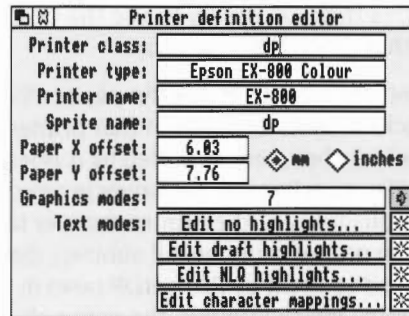 Printer definition editor
Printer class: dp
Printer type: Epson EX-800 Colour
Printer name: EX-800
Sprite name: dp
Paper X offset: 6.03
mm inches
Paper Y offset: 7.76
Graphics modes: 7
Text modes: Edit no highlights...
Edit draft highlights...
Edit NLQ highlights...
Edit character mappings...